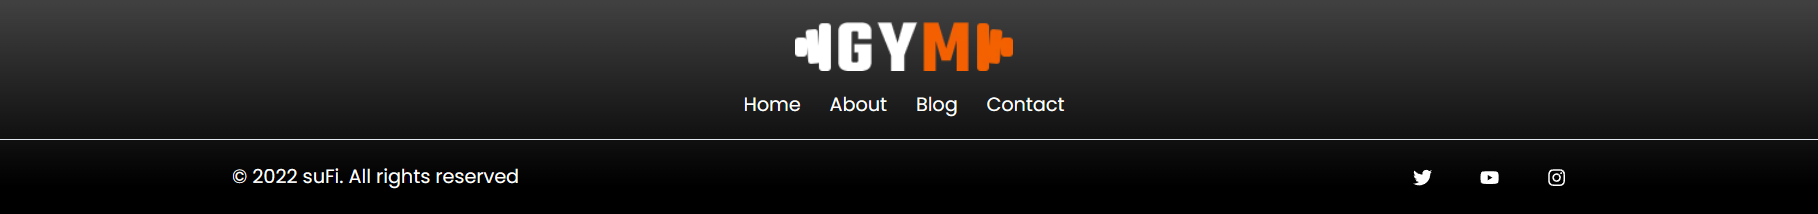 GYM
Home About Blog Contact
© 2022 suFi. All rights reserved